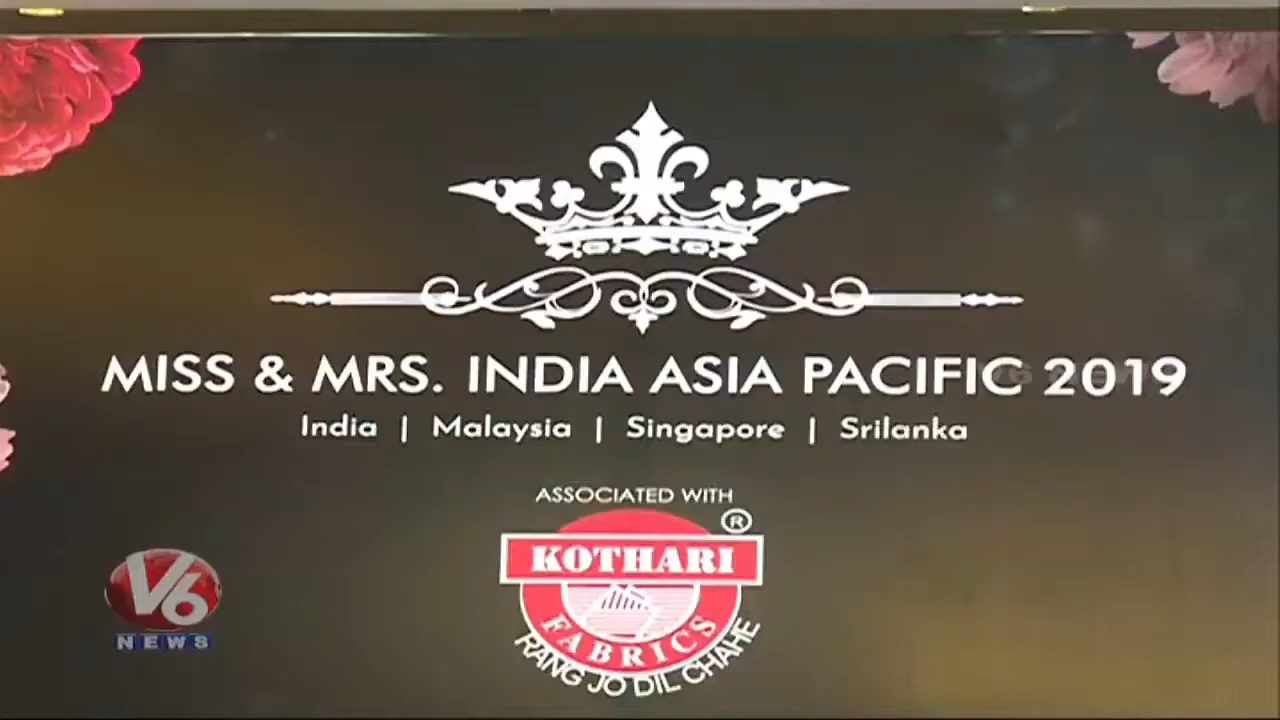 MISS & MRS. INDIA ASIA PACIFIC 2019
India | Malaysia | Singapore | Srilanka
ASSOCIATED WITH
®
KOTHARI
FABRICS
RANG JO DIL CHAHE
V6
NEWS